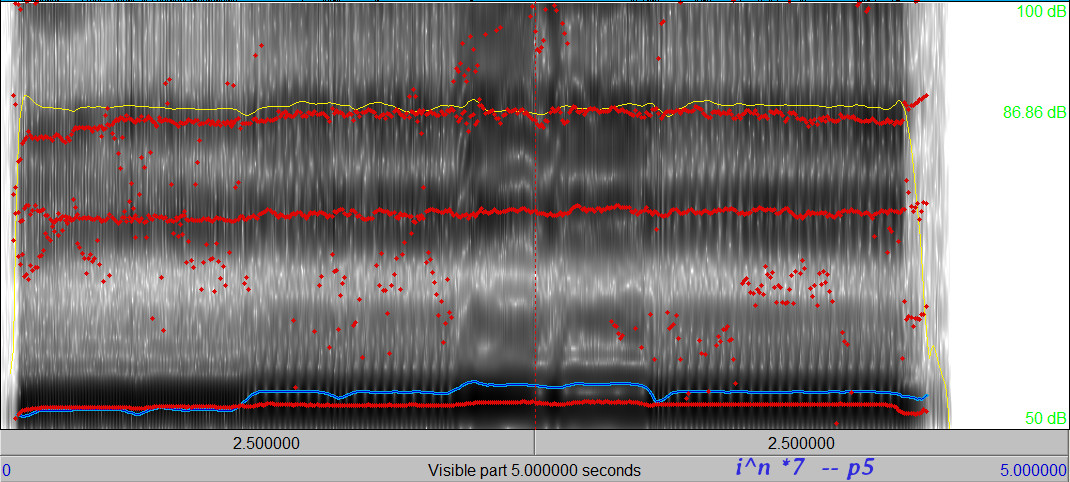 100 dB
86.86 dB
50 dB
2.500000 2.500000
0 Visible part 5.000000 seconds i^n *7 -- p5 5.000000